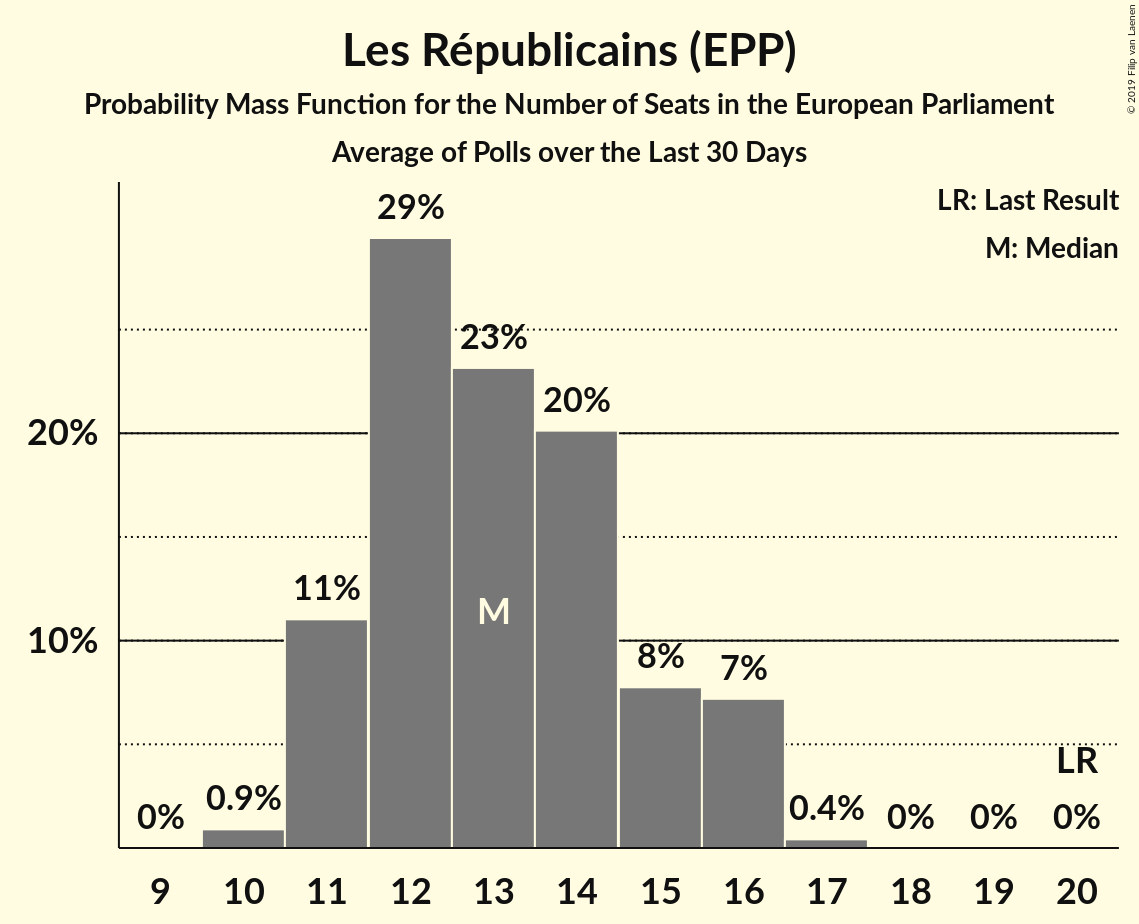 Les Républicains (EPP)
Probability Mass Function for the Number of Seats in the European Parliament
Average of Polls over the Last 30 Days
© 2019 Filip van Laenen
LR: Last Result
M: Median
29%
23%
20%
20%
11%
M
10%
8%
7%
LR
0%
0.9%
0.4%
0%
0%
0%
9 10 11 12 13 14 15 16 17 18 19 20